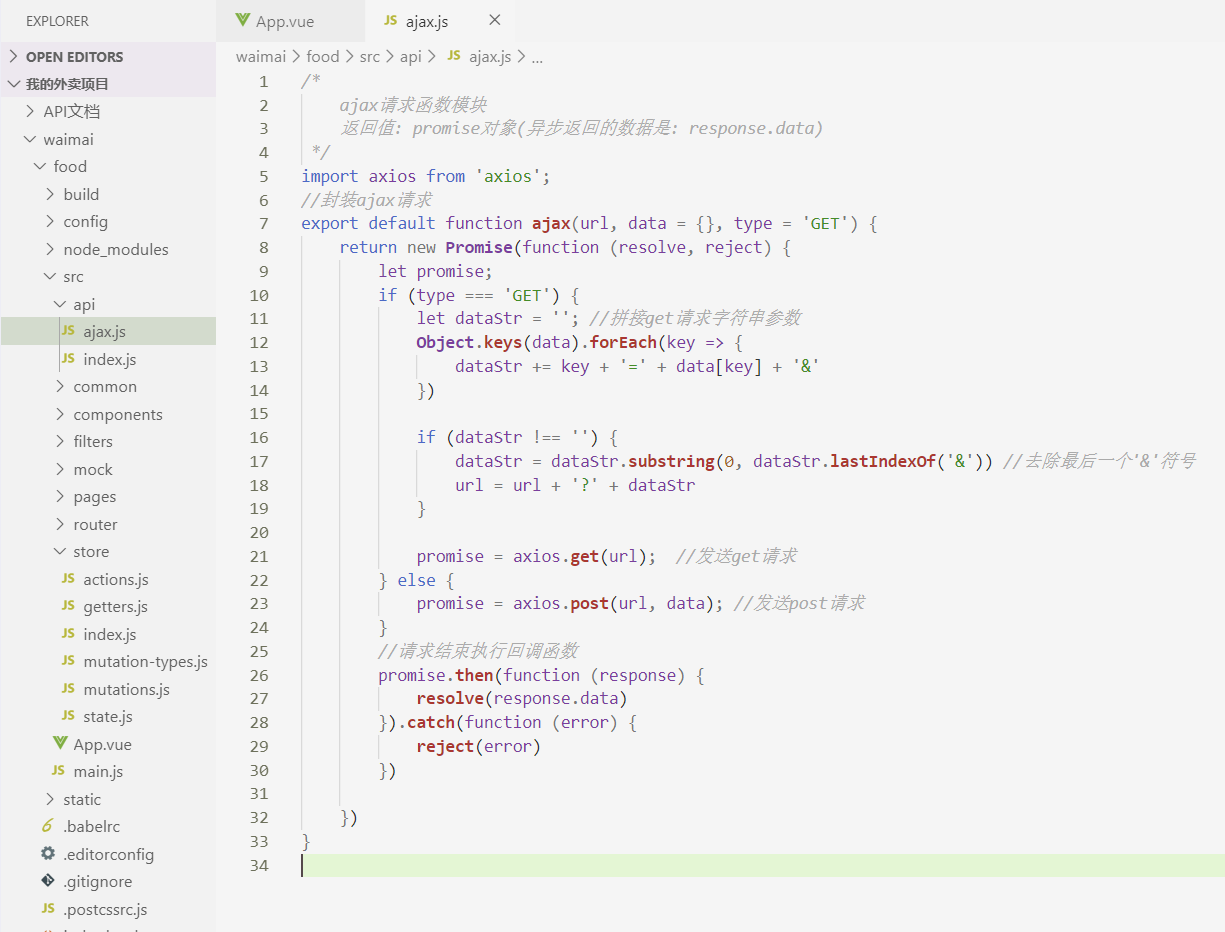 EXPLORER
OPEN EDITORS
我的外卖项目
API文档
waimai
food
build
config
node_modules
src
api
JS ajax.js
JS index.js
common
components
filters
mock
pages
router
store
JS actions.js
JS getters.js
JS index.js
JS mutation-types.js
JS mutations.js
JS state.js
App.vue
JS main.js
static
.babelrc
.editorconfig
.gitignore
JS .postcssrc.js
App.vue
JS ajax.js ×
waimai > food > src > api > JS ajax.js > ...
1 /*
2 ajax请求函数模块
3 返回值: promise对象(异步返回的数据是: response.data)
4 */
5 import axios from 'axios';
6 //封装ajax请求
7 export default function ajax(url, data = {}, type = 'GET') {
8 return new Promise(function (resolve, reject) {
9 let promise;
10 if (type === 'GET') {
11 let dataStr = ''; //拼接get请求字符串参数
12 Object.keys(data).forEach(key => {
13 dataStr += key + '=' + data[key] + '&'
14 })
15
16 if (dataStr !== '') {
17 dataStr = dataStr.substring(0, dataStr.lastIndexOf('&')) //去除最后一个'&'符号
18 url = url + '?' + dataStr
19 }
20
21 promise = axios.get(url); //发送get请求
22 } else {
23 promise = axios.post(url, data); //发送post请求
24 }
25 //请求结束执行回调函数
26 promise.then(function (response) {
27 resolve(response.data)
28 }).catch(function (error) {
29 reject(error)
30 })
31
32 })
33 }
34